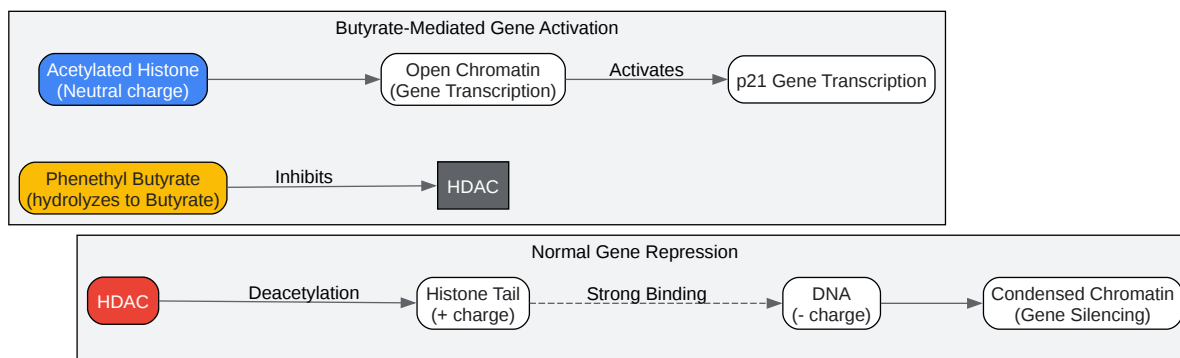 Butyrate-Mediated Gene Activation
Acetylated Histone
(Neutral charge)
Open Chromatin
(Gene Transcription)
Activates
p21 Gene Transcription
Phenethyl Butyrate
(hydrolyzes to Butyrate)
Inhibits
HDAC
Normal Gene Repression
HDAC
Deacetylation
Histone Tail
(+ charge)
Strong Binding
DNA
(- charge)
Condensed Chromatin
(Gene Silencing)